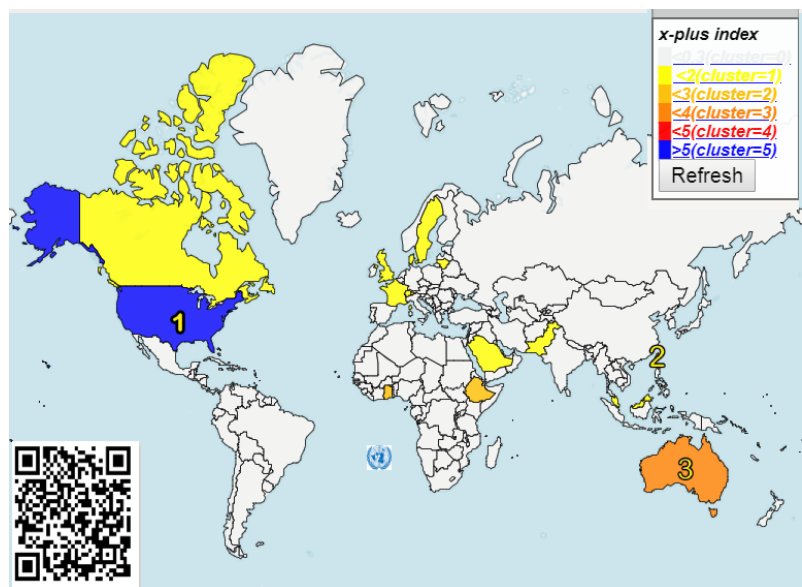 x-plus index
<0.3(cluster=0)
<2(cluster=1)
<3(cluster=2)
<4(cluster=3)
<5(cluster=4)
>5(cluster=5)
Refresh
1
2
3